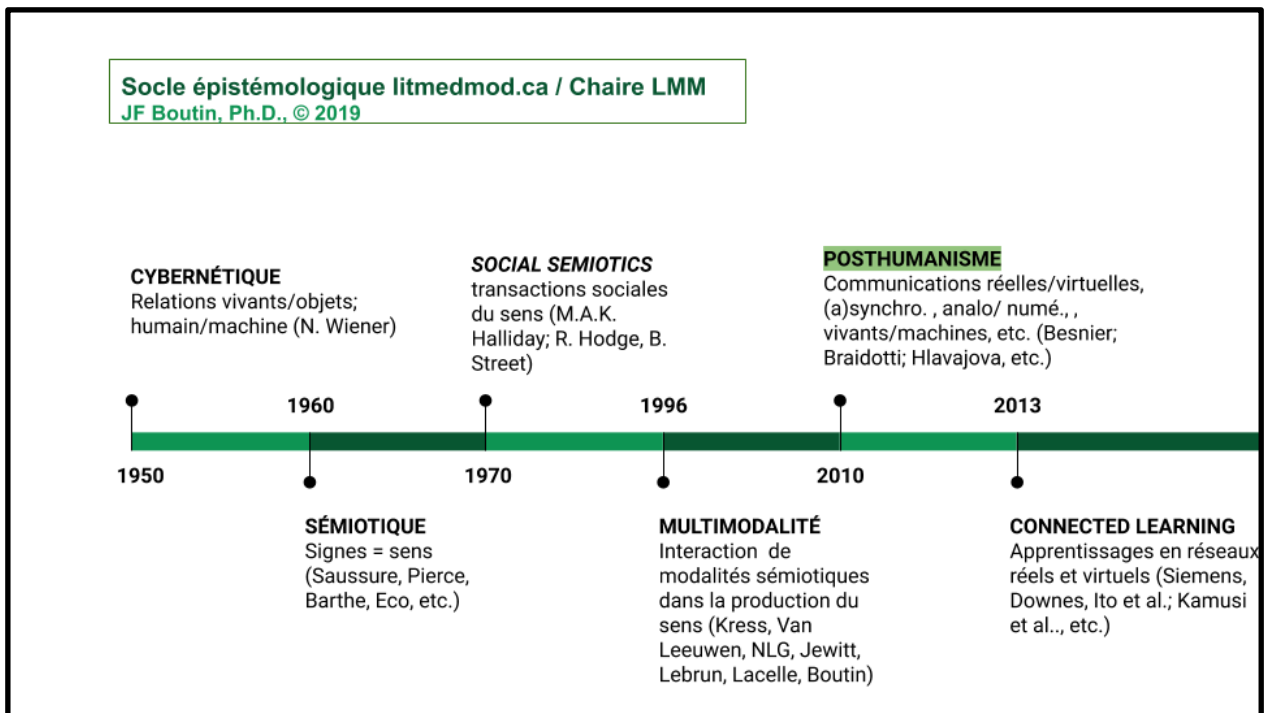 Socle épistémologique litmedmod.ca / Chaire LMM
JF Boutin, Ph.D., © 2019
CYBERNÉTIQUE
Relations vivants/objets;
humain/machine (N. Wiener)
SOCIAL SEMIOTICS
transactions sociales
du sens (M.A.K.
Halliday; R. Hodge, B.
Street)
POSTHUMANISME
Communications réelles/virtuelles,
(a)synchro. , analo/ numé., ,
vivants/machines, etc. (Besnier;
Braidotti; Hlavajova, etc.)
1960
1996
2013
1950
1970
2010
SÉMIOTIQUE
Signes = sens
(Saussure, Pierce,
Barthe, Eco, etc.)
MULTIMODALITÉ
Interaction de
modalités sémiotiques
dans la production du
sens (Kress, Van
Leeuwen, NLG, Jewitt,
Lebrun, Lacelle, Boutin)
CONNECTED LEARNING
Apprentissages en réseaux
réels et virtuels (Siemens,
Downes, Ito et al.; Kamusi
et al.., etc.)